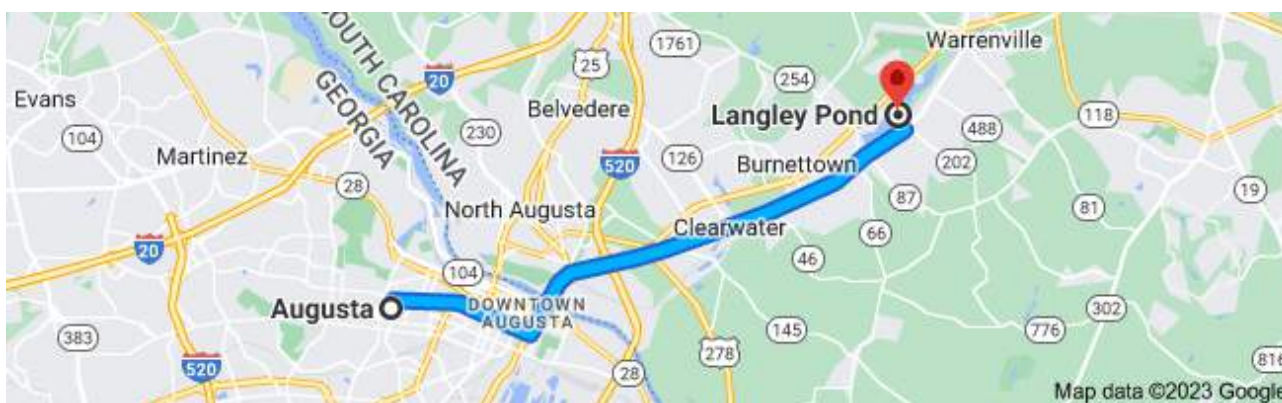 SOUTH CAROLINA
GEORGIA
1761
Warrenville
25
254
20
Evans
Belvedere
Langley Pond
118
104
230
488
Martinez
520
126
Burnettown
202
28
19
North Augusta
87
81
Clearwater
20
66
46
104
Augusta
DOWNTOWN
AUGUSTA
302
383
145
776
520
278
28
816
Map data ©2023 Google